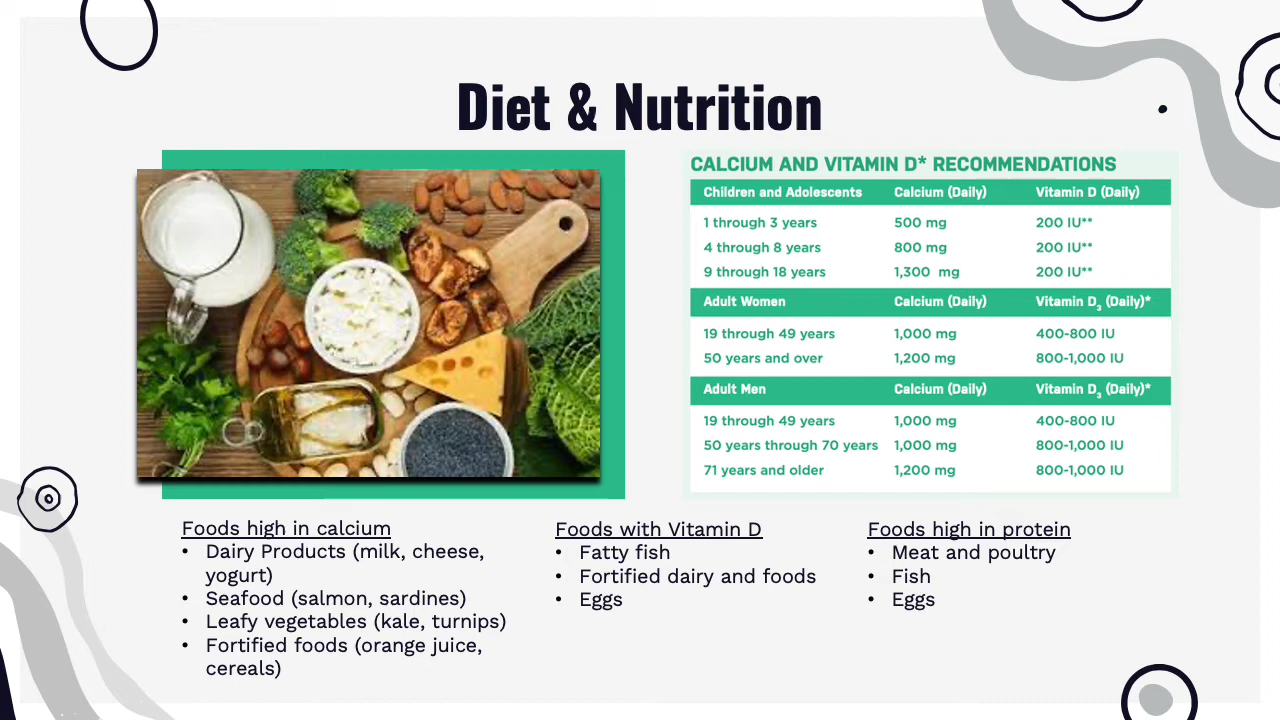 Diet & Nutrition
CALCIUM AND VITAMIN D* RECOMMENDATIONS
Children and Adolescents Calcium (Daily) Vitamin D (Daily)
1 through 3 years 500 mg 200 IU**
4 through 8 years 800 mg 200 IU**
9 through 18 years 1,300 mg 200 IU**
Adult Women Calcium (Daily) Vitamin D3 (Daily)*
19 through 49 years 1,000 mg 400-800 IU
50 years and over 1,200 mg 800-1,000 IU
Adult Men Calcium (Daily) Vitamin D3 (Daily)*
19 through 49 years 1,000 mg 400-800 IU
50 years through 70 years 1,000 mg 800-1,000 IU
71 years and older 1,200 mg 800-1,000 IU
Foods high in calcium
• Dairy Products (milk, cheese,
yogurt)
• Seafood (salmon, sardines)
• Leafy vegetables (kale, turnips)
• Fortified foods (orange juice,
cereals)
Foods with Vitamin D
• Fatty fish
• Fortified dairy and foods
• Eggs
Foods high in protein
• Meat and poultry
• Fish
• Eggs